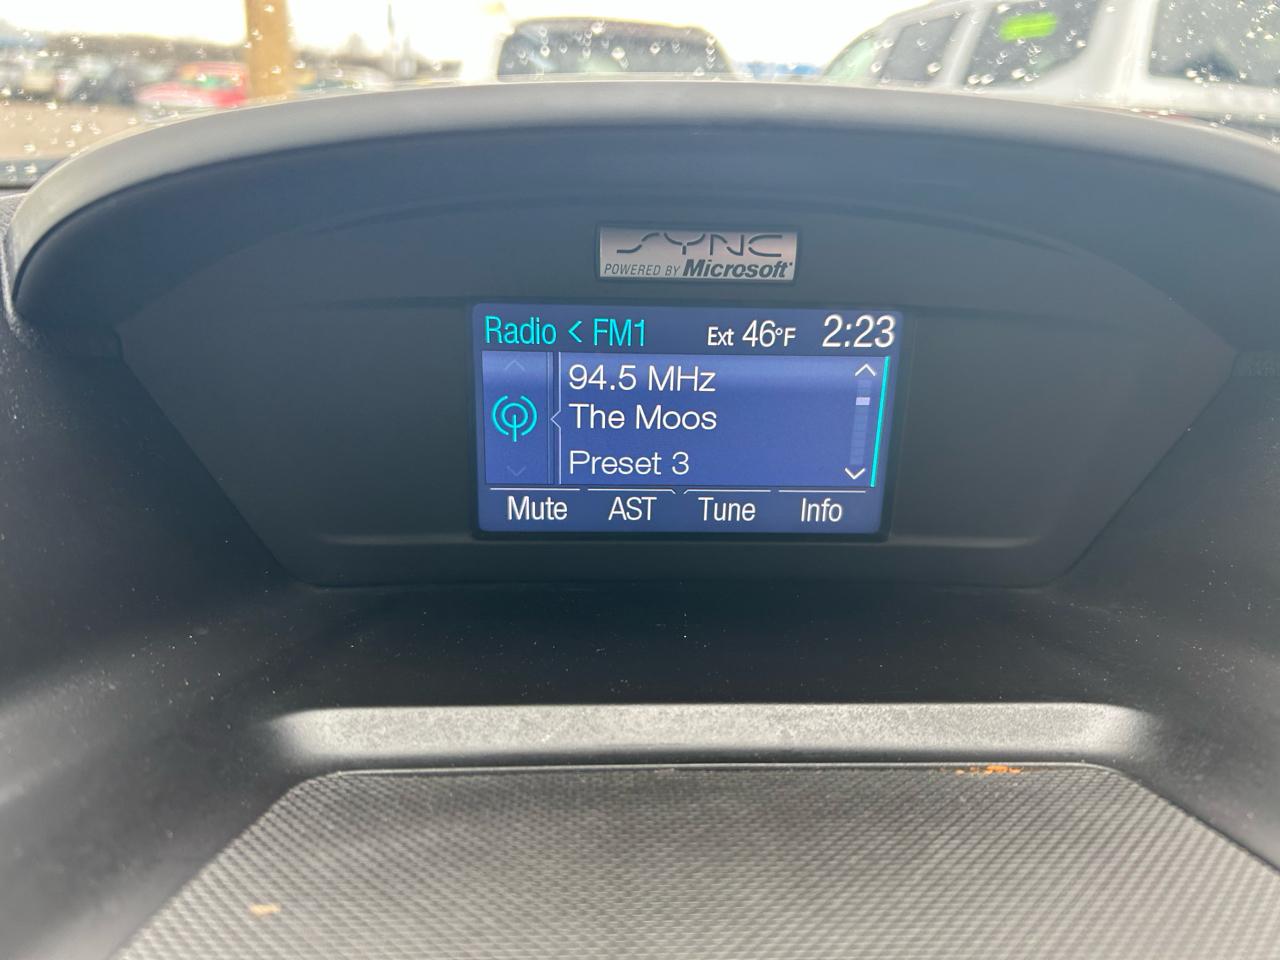 SYNC
POWERED BY Microsoft
Radio < FM1 Ext 46°F 2:23
94.5 MHz
The Moos
Preset 3
Mute AST Tune Info